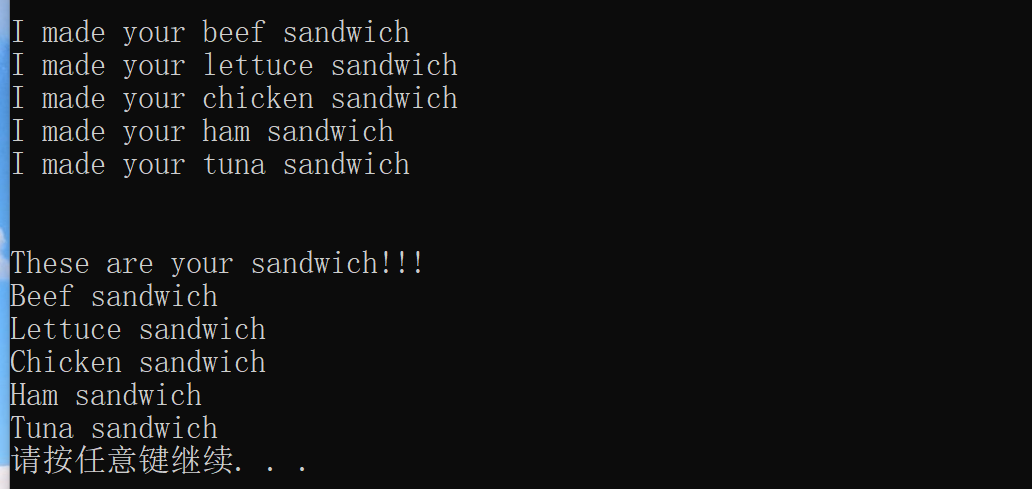 I made your beef sandwich
I made your lettuce sandwich
I made your chicken sandwich
I made your ham sandwich
I made your tuna sandwich
These are your sandwich!!!
Beef sandwich
Lettuce sandwich
Chicken sandwich
Ham sandwich
Tuna sandwich
请按任意键继续. . .